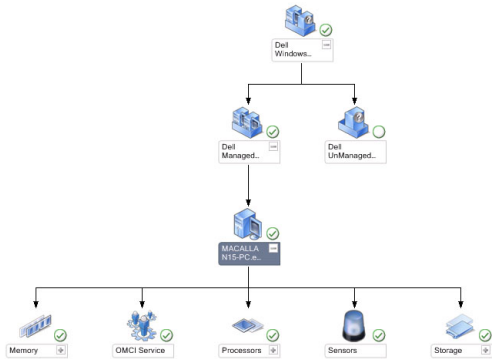 Dell
Windows..
Dell
Managed..
Dell
UnManaged..
MACALLA
N15-PC.e..
Memory
OMCI Service
Processors
Sensors
Storage